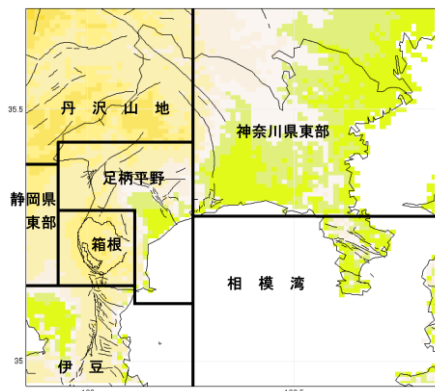 35.5
丹 沢 山 地
神奈川県東部
足柄平野
静岡県
東部
箱根
相 模 湾
伊 豆
35